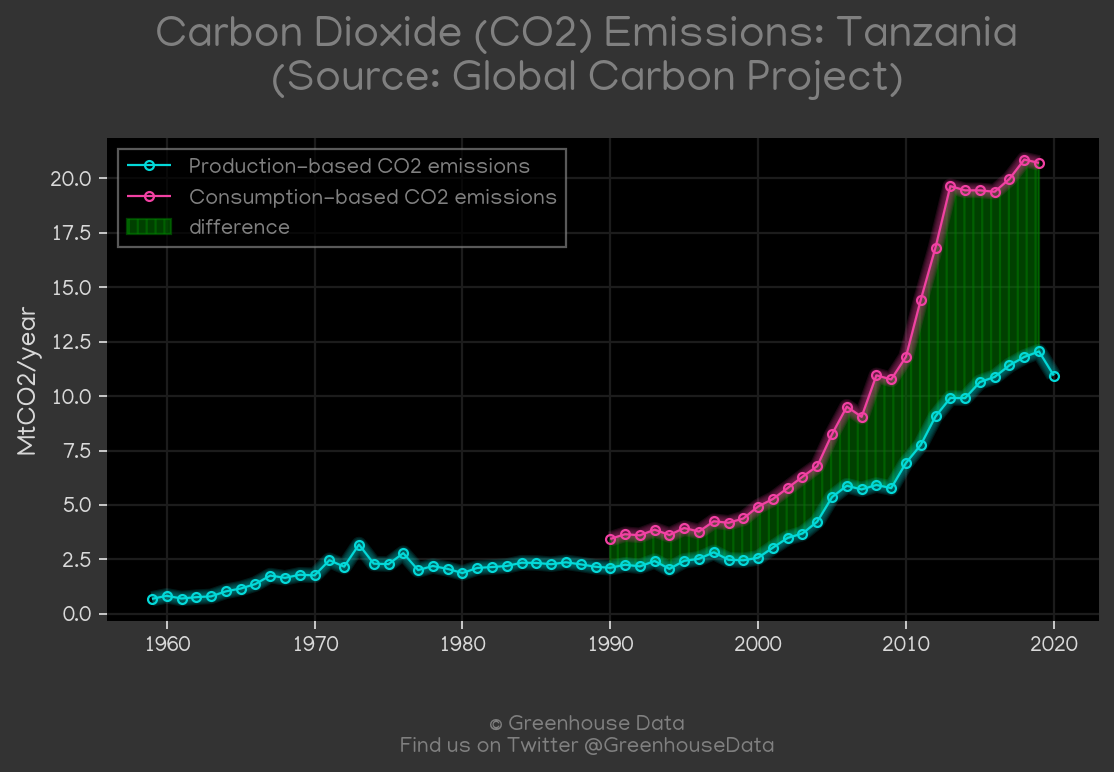 Carbon Dioxide (CO2) Emissions: Tanzania
(Source: Global Carbon Project)
Production-based CO2 emissions
Consumption-based CO2 emissions
difference
MtCO2/year
20.0
17.5
15.0
12.5
10.0
7.5
5.0
2.5
0.0
1960 1970 1980 1990 2000 2010 2020
© Greenhouse Data
Find us on Twitter @GreenhouseData